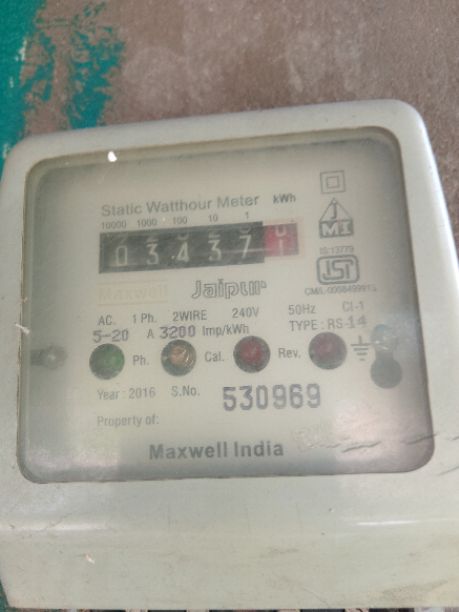 Static Watthour Meter kWh
10000 1000 100 10 1
0 3 4 3 7 1
JMI
IS:13779
ISI
Maxwell Jaipur
AC. 1 Ph. 2WIRE 240V 50Hz Cl-1
5-20 A 3200 Imp/kWh TYPE : RS-14
Ph. Cal. Rev.
Year : 2016 S.No. 530969
Property of:
Maxwell India